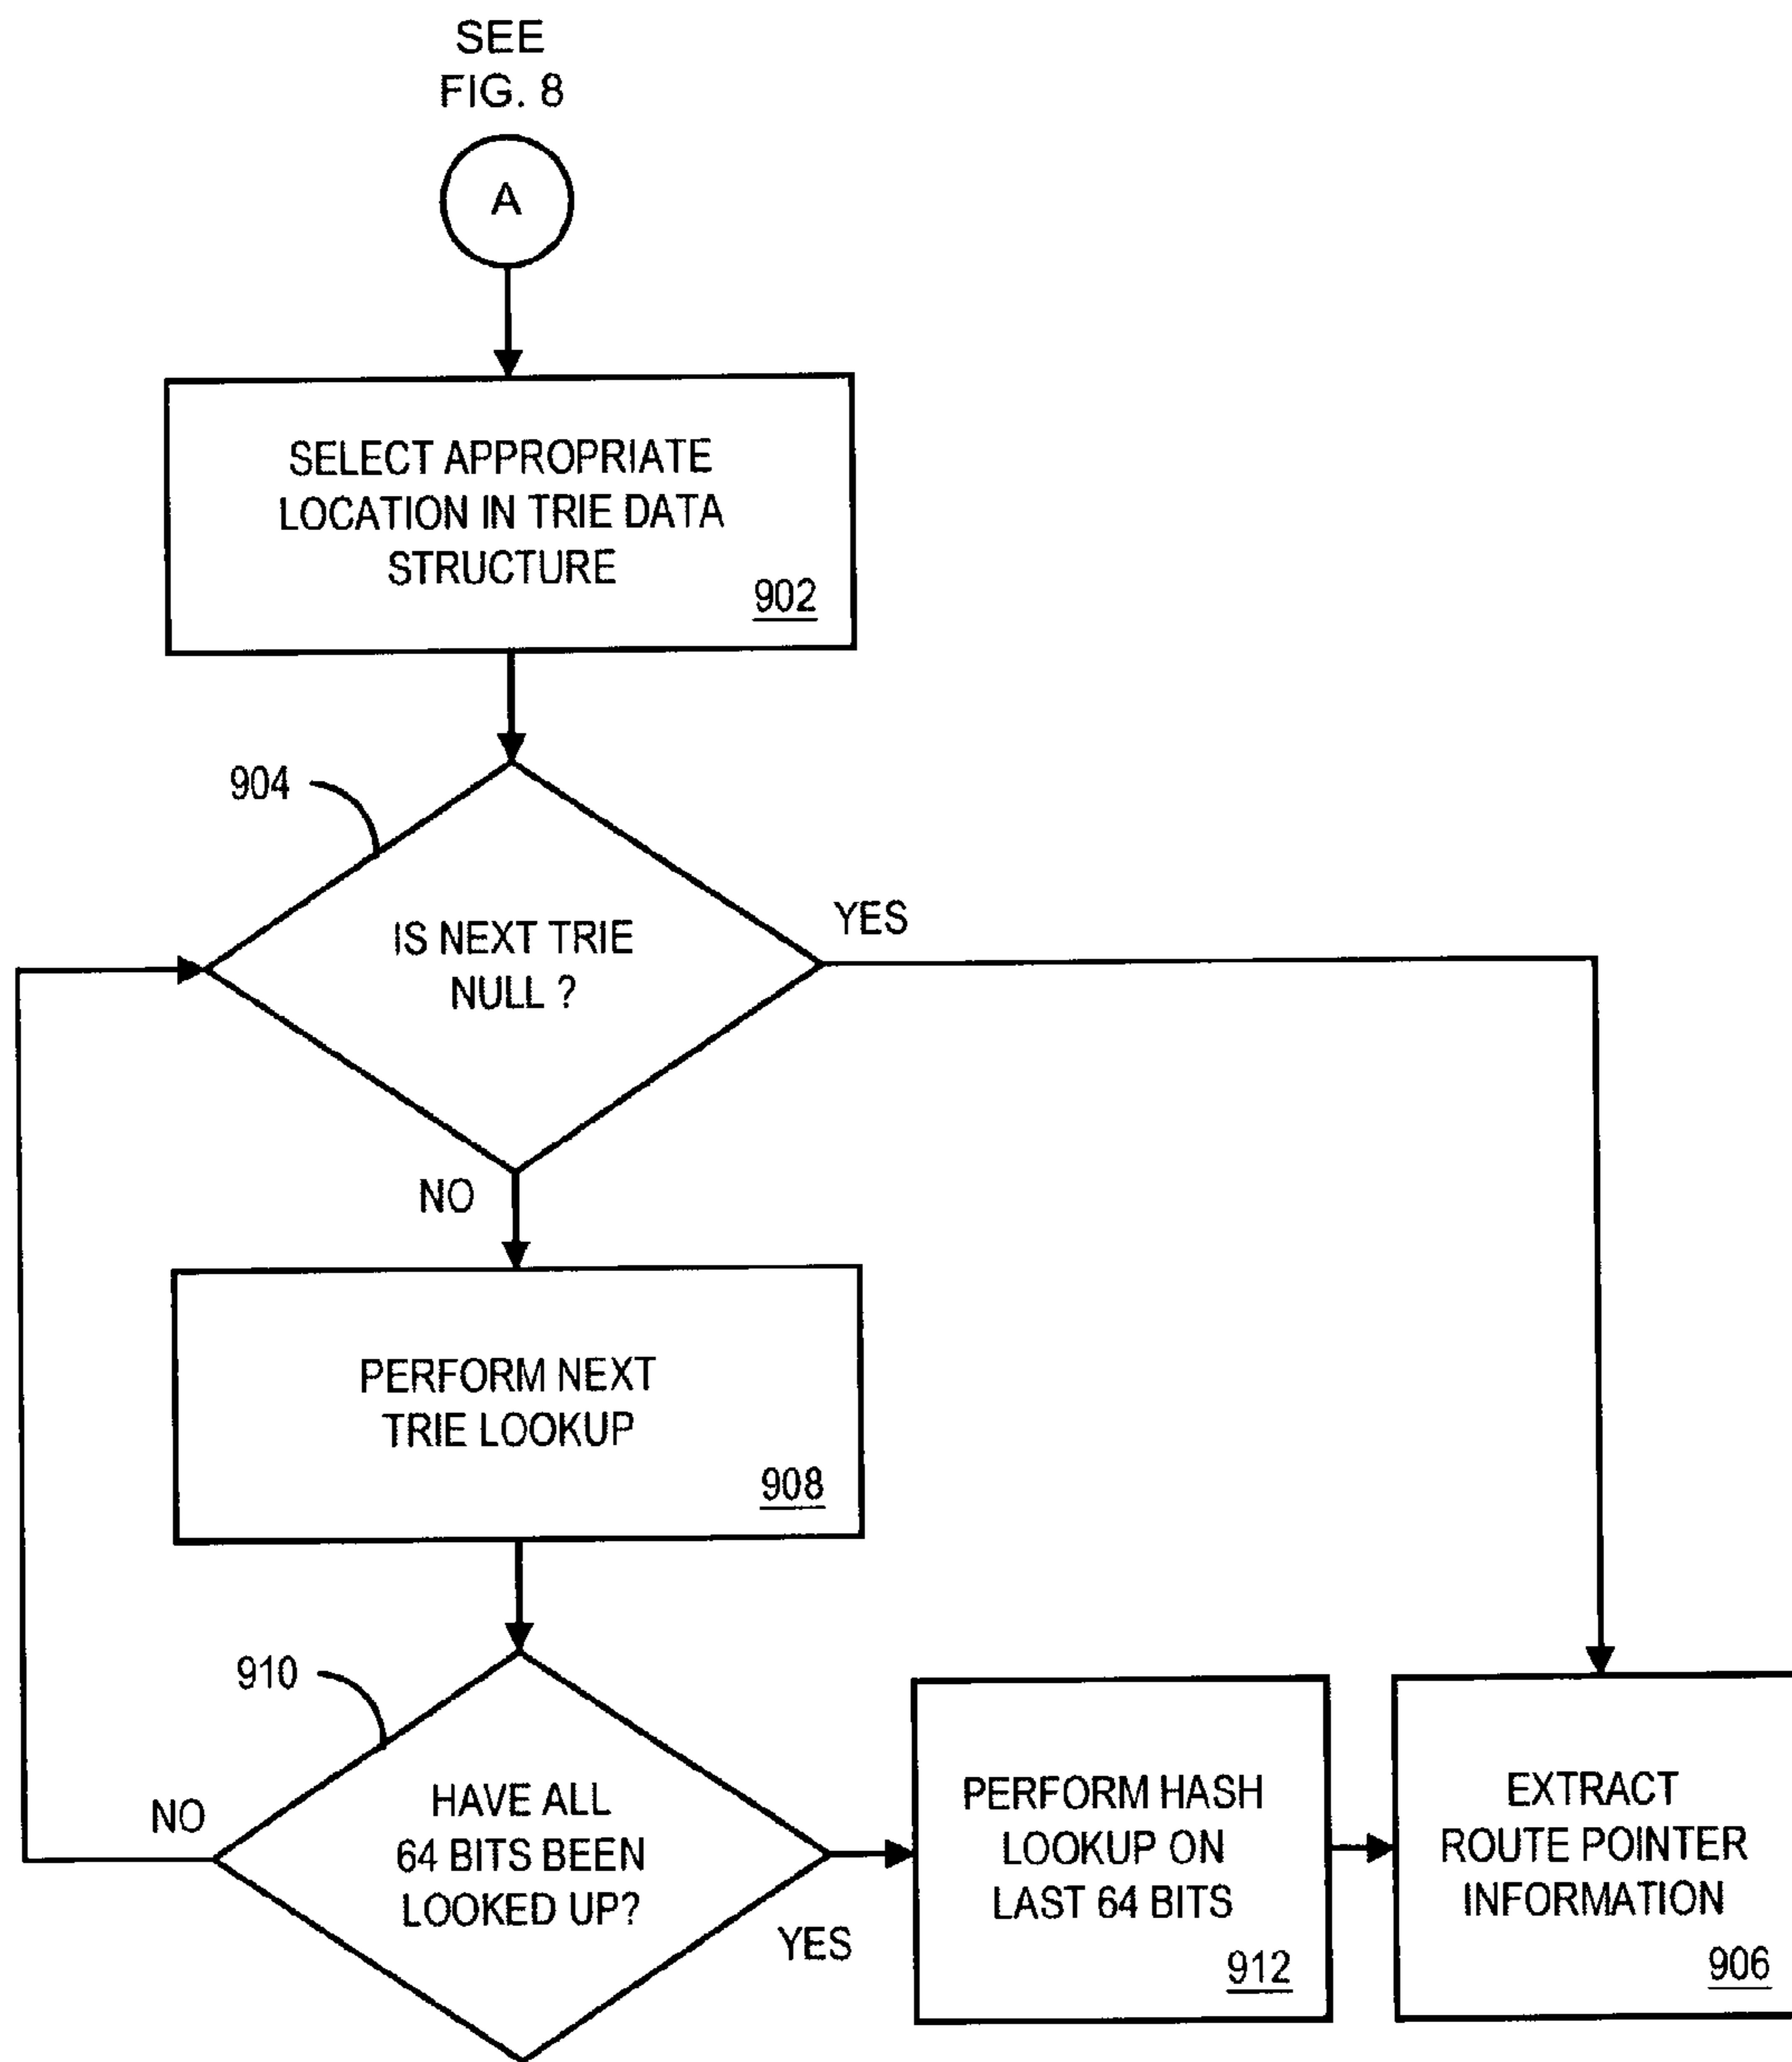 SEE
FIG. 8
A
SELECT APPROPRIATE
LOCATION IN TRIE DATA
STRUCTURE
902
904
IS NEXT TRIE
NULL ?
YES
NO
PERFORM NEXT
TRIE LOOKUP
908
910
HAVE ALL
64 BITS BEEN
LOOKED UP?
NO
YES
PERFORM HASH
LOOKUP ON
LAST 64 BITS
912
EXTRACT
ROUTE POINTER
INFORMATION
906